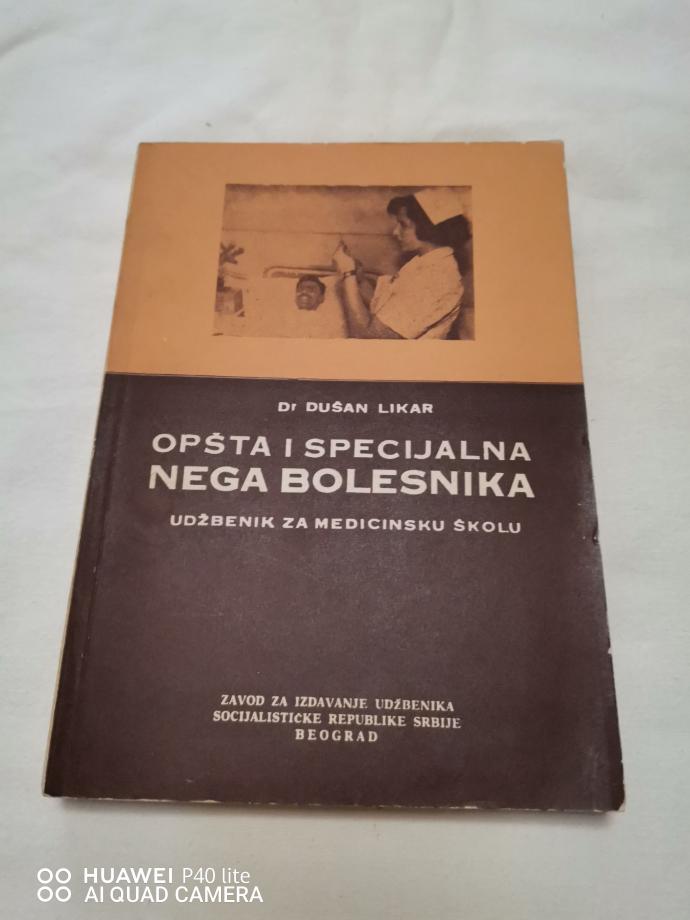 Dr DUŠAN LIKAR
OPŠTA I SPECIJALNA
NEGA BOLESNIKA
UDŽBENIK ZA MEDICINSKU ŠKOLU
ZAVOD ZA IZDAVANJE UDŽBENIKA
SOCIJALISTIČKE REPUBLIKE SRBIJE
BEOGRAD
HUAWEI P40 lite
AI QUAD CAMERA